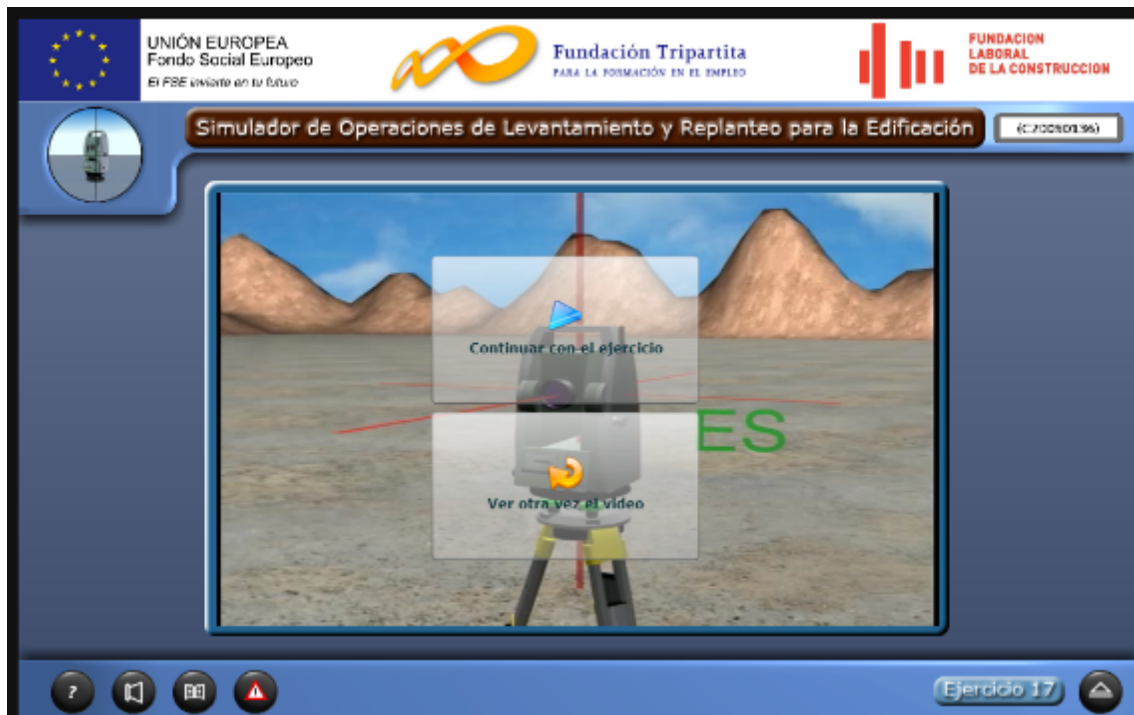 UNIÓN EUROPEA
Fondo Social Europeo
El FSE invierte en tu futuro
Fundación Tripartita
PARA LA FORMACIÓN EN EL EMPLEO
FUNDACION
LABORAL
DE LA CONSTRUCCION
Simulador de Operaciones de Levantamiento y Replanteo para la Edificación
Continuar con el ejercicio
ES
Ver otra vez el video
?
Ejercicio 17